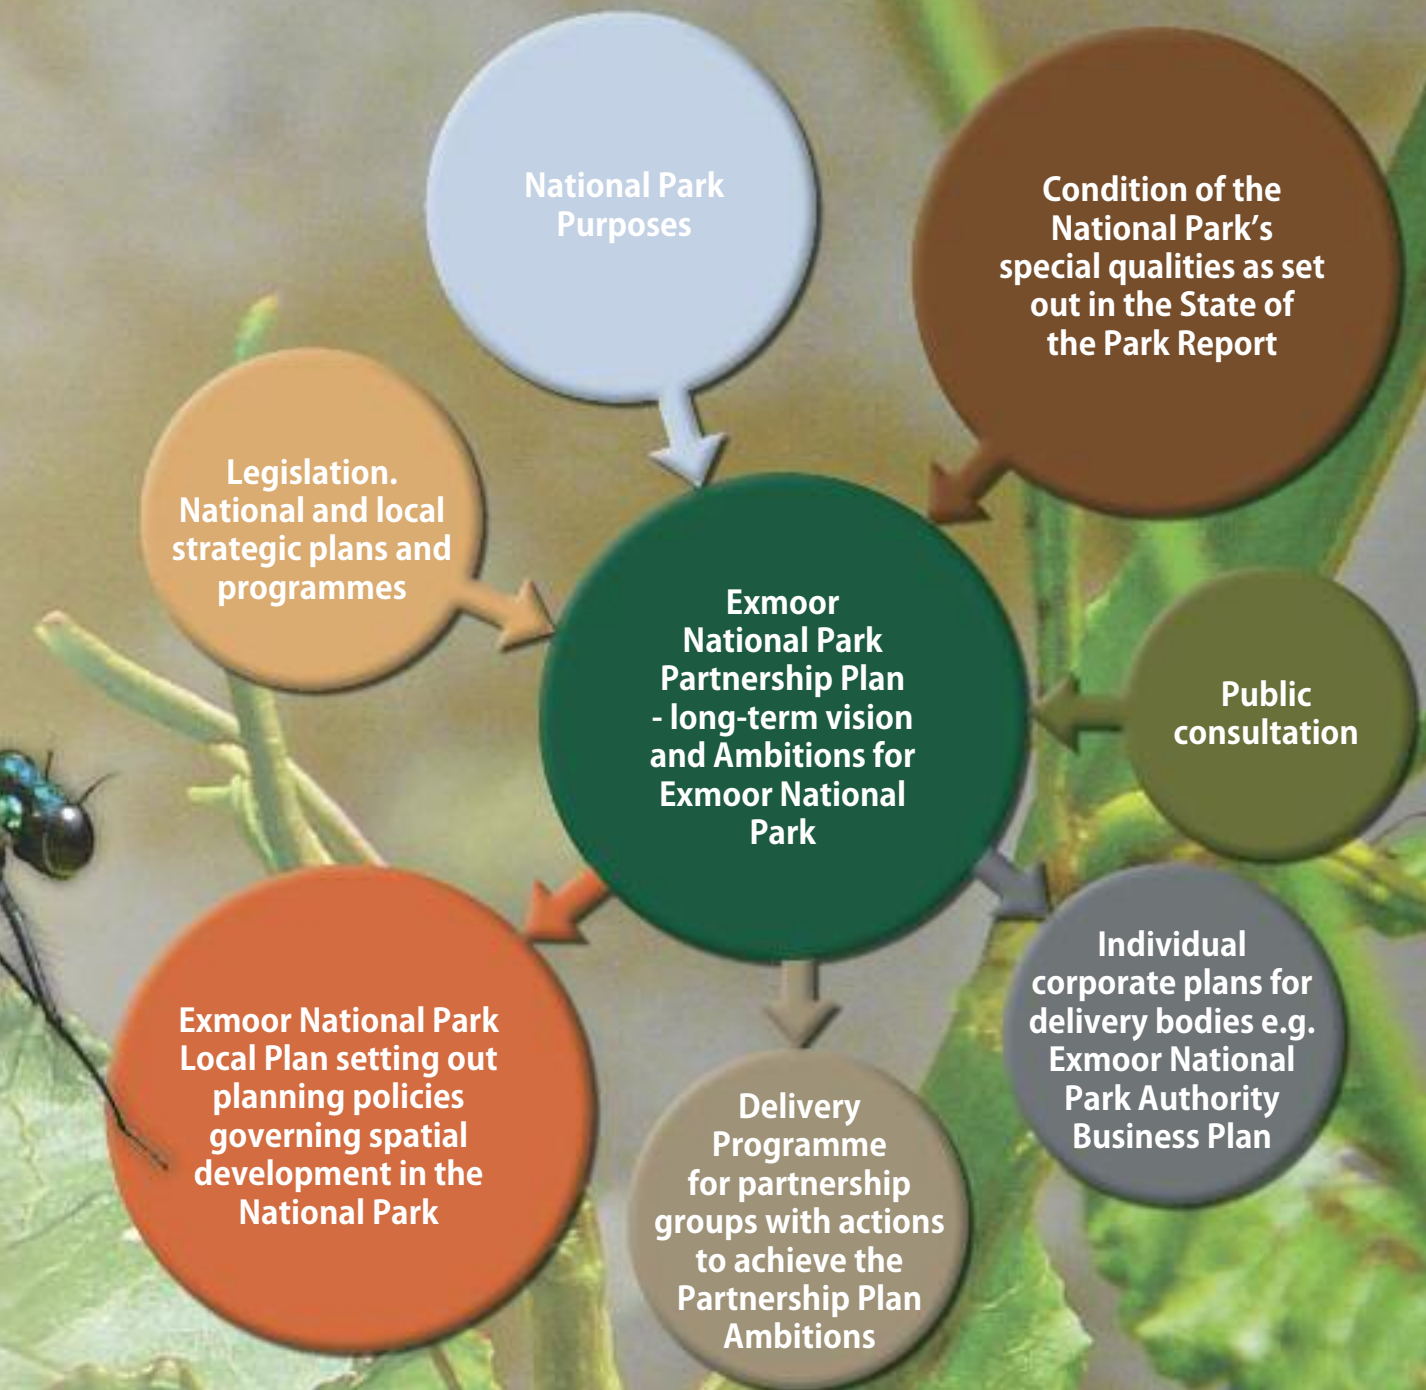 National Park
Purposes
Condition of the
National Park’s
special qualities as set
out in the State of
the Park Report
Legislation.
National and local
strategic plans and
programmes
Exmoor
National Park
Partnership Plan
- long-term vision
and Ambitions for
Exmoor National
Park
Public
consultation
Exmoor National Park
Local Plan setting out
planning policies
governing spatial
development in the
National Park
Delivery
Programme
for partnership
groups with actions
to achieve the
Partnership Plan
Ambitions
Individual
corporate plans for
delivery bodies e.g.
Exmoor National
Park Authority
Business Plan